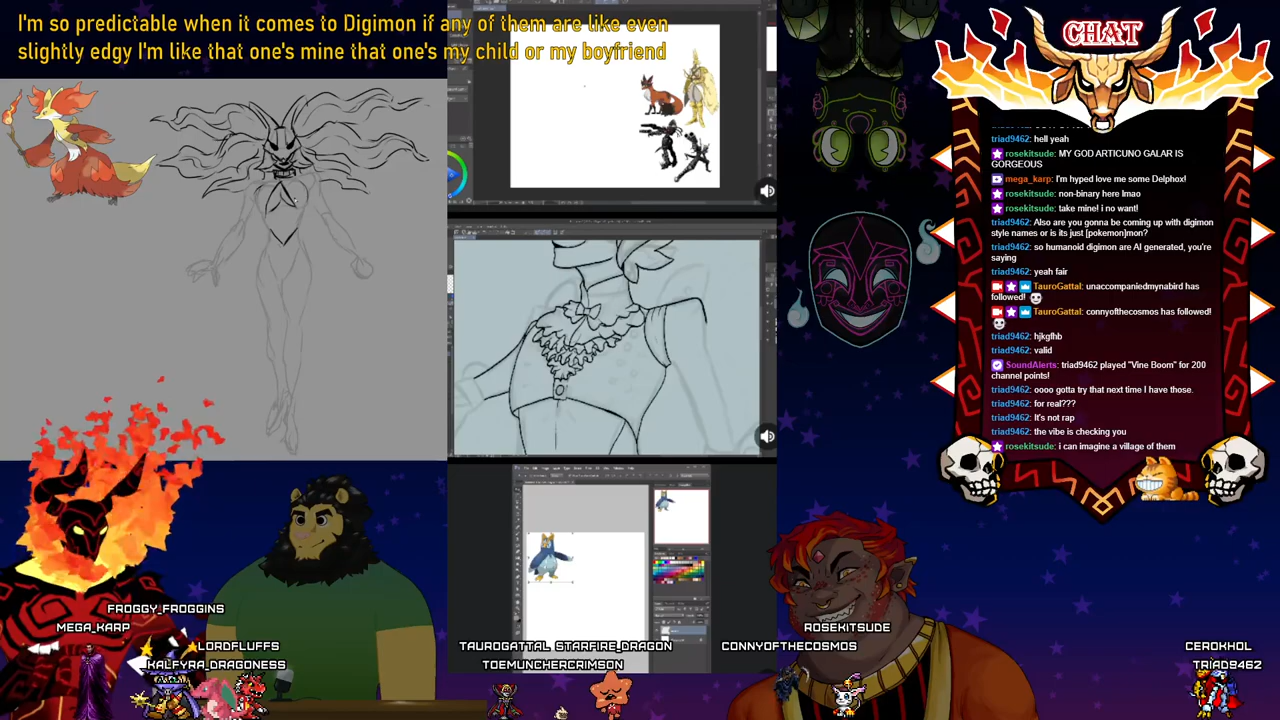 I'm so predictable when it comes to Digimon if any of them are like even
slightly edgy I'm like that one's mine that one's my child or my boyfriend
CHAT
triad9462: hell yeah
rosekitsude: MY GOD ARTICUNO GALAR IS
GORGEOUS
mega_karp: I'm hyped love me some Delphox!
rosekitsude: non-binary here lmao
rosekitsude: take mine! i no want!
triad9462: Also are you gonna be coming up with digimon
style names or is its just [pokemon]mon?
triad9462: so humanoid digimon are AI generated, you're
saying
triad9462: yeah fair
TauroGattal: unaccompaniedmynabird has
followed!
TauroGattal: connyofthecosmos has followed!
triad9462: hjkgfhb
triad9462: valid
SoundAlerts: triad9462 played "Vine Boom" for 200
channel points!
triad9462: oooo gotta try that next time I have those.
triad9462: for real???
triad9462: It's not rap
triad9462: the vibe is checking you
rosekitsude: i can imagine a village of them
FROGGY_FROGGINS
MEGA_KARP
LORDFLUFFS
KALFYRA_DRAGONESS
TAUROGATTAL STARFIRE_DRAGON
TOEMUNCHERCRIMSON
CONNYOFTHECOSMOS
ROSEKITSUDE
CEROKHOL
TRIAD9462